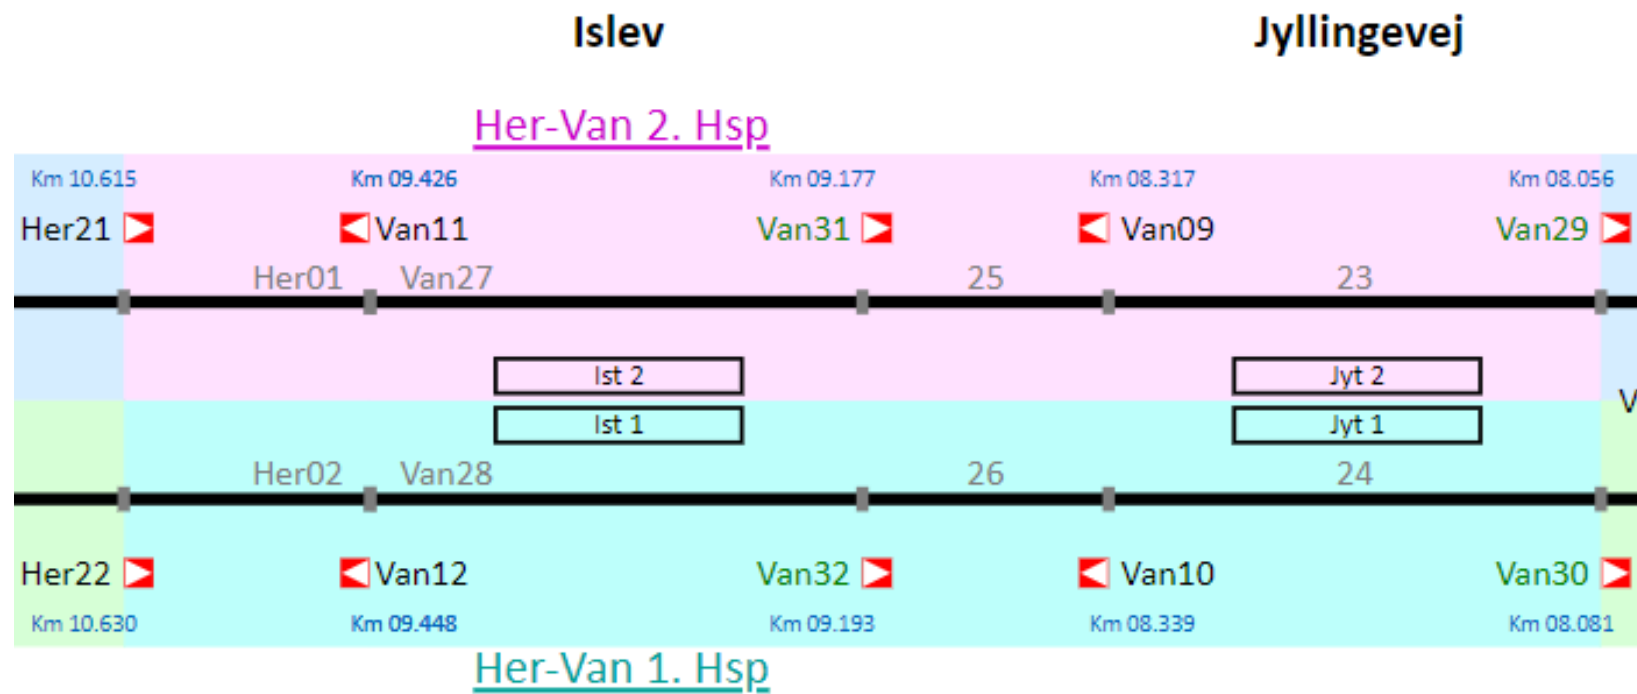 Islev Jyllingevej
Her-Van 2. Hsp
Km 10.615 Km 09.426 Km 09.177 Km 08.317 Km 08.056
Her21 Van11 Van31 Van09 Van29
Her01 Van27 25 23
Ist 2 Jyt 2
V
Ist 1 Jyt 1
Her02 Van28 26 24
Her22 Van12 Van32 Van10 Van30
Km 10.630 Km 09.448 Km 09.193 Km 08.339 Km 08.081
Her-Van 1. Hsp